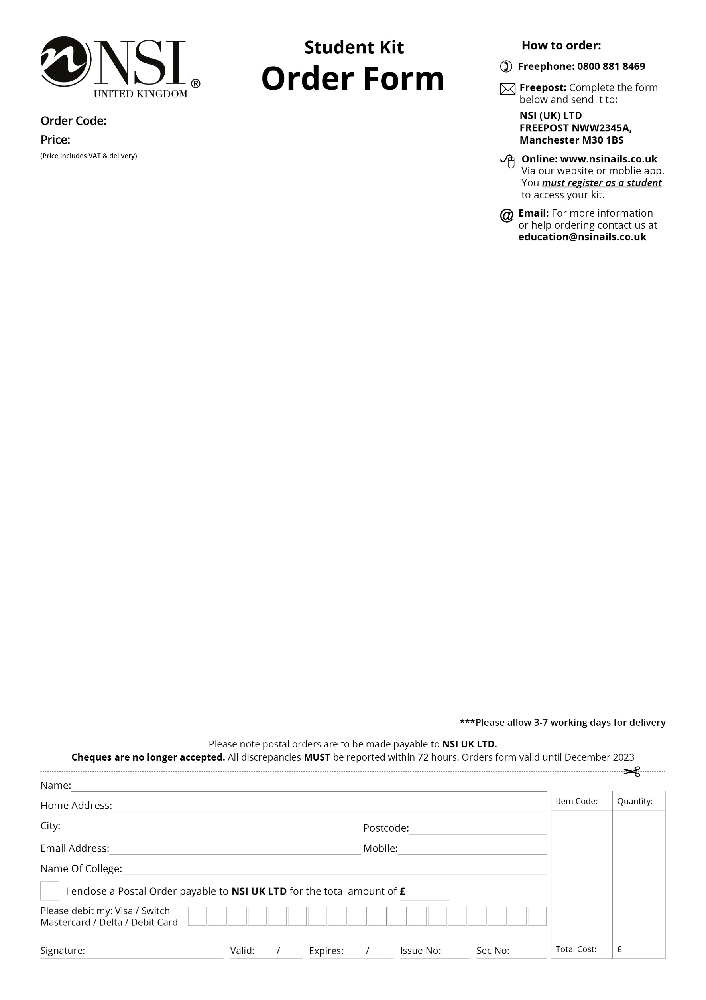 NSI ®
UNITED KINGDOM
Student Kit
Order Form
Order Code:
Price:
(Price includes VAT & delivery)
How to order:
Freephone: 0800 881 8469
Freepost: Complete the form
below and send it to:
NSI (UK) LTD
FREEPOST NWW2345A,
Manchester M30 1BS
Online: www.nsinails.co.uk
Via our website or moblie app.
You must register as a student
to access your kit.
@ Email: For more information
or help ordering contact us at
education@nsinails.co.uk
***Please allow 3-7 working days for delivery
Please note postal orders are to be made payable to NSI UK LTD.
Cheques are no longer accepted. All discrepancies MUST be reported within 72 hours. Orders form valid until December 2023
Name:
Home Address:
City: Postcode:
Email Address: Mobile:
Name Of College:
I enclose a Postal Order payable to NSI UK LTD for the total amount of £
Please debit my: Visa / Switch
Mastercard / Delta / Debit Card
Signature: Valid: / Expires: / Issue No: Sec No:
Item Code: Quantity:
Total Cost: £